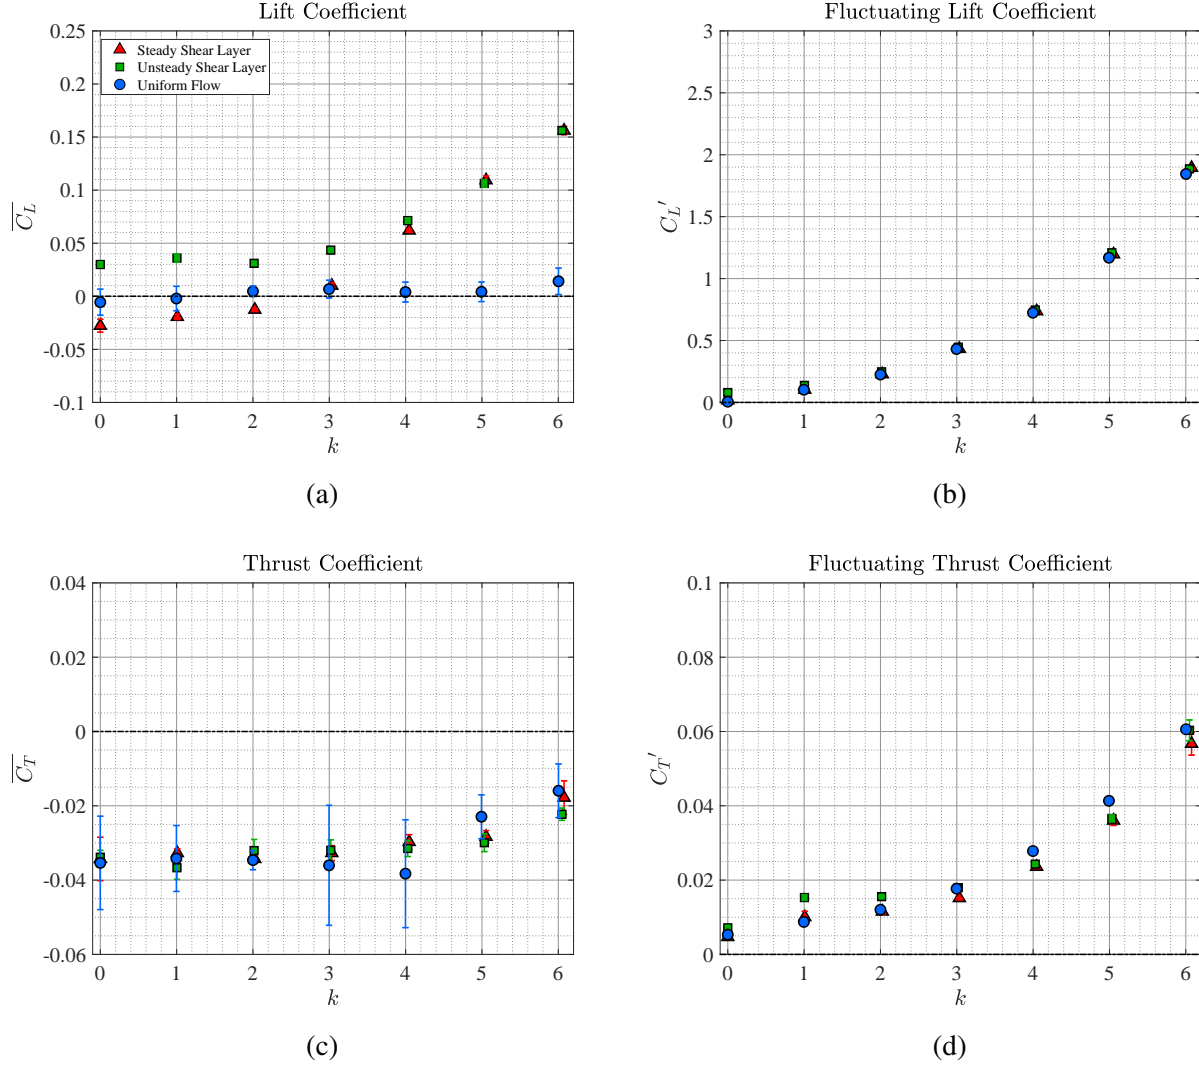 Lift Coefficient
0.25
0.2
0.15
0.1
0.05
0
-0.05
-0.1
C_L
Steady Shear Layer
Unsteady Shear Layer
Uniform Flow
0 1 2 3 4 5 6
k
(a)
Fluctuating Lift Coefficient
3
2.5
2
1.5
1
0.5
0
C_L'
0 1 2 3 4 5 6
k
(b)
Thrust Coefficient
0.04
0.02
0
-0.02
-0.04
-0.06
C_T
0 1 2 3 4 5 6
k
(c)
Fluctuating Thrust Coefficient
0.1
0.08
0.06
0.04
0.02
0
C_T'
0 1 2 3 4 5 6
k
(d)